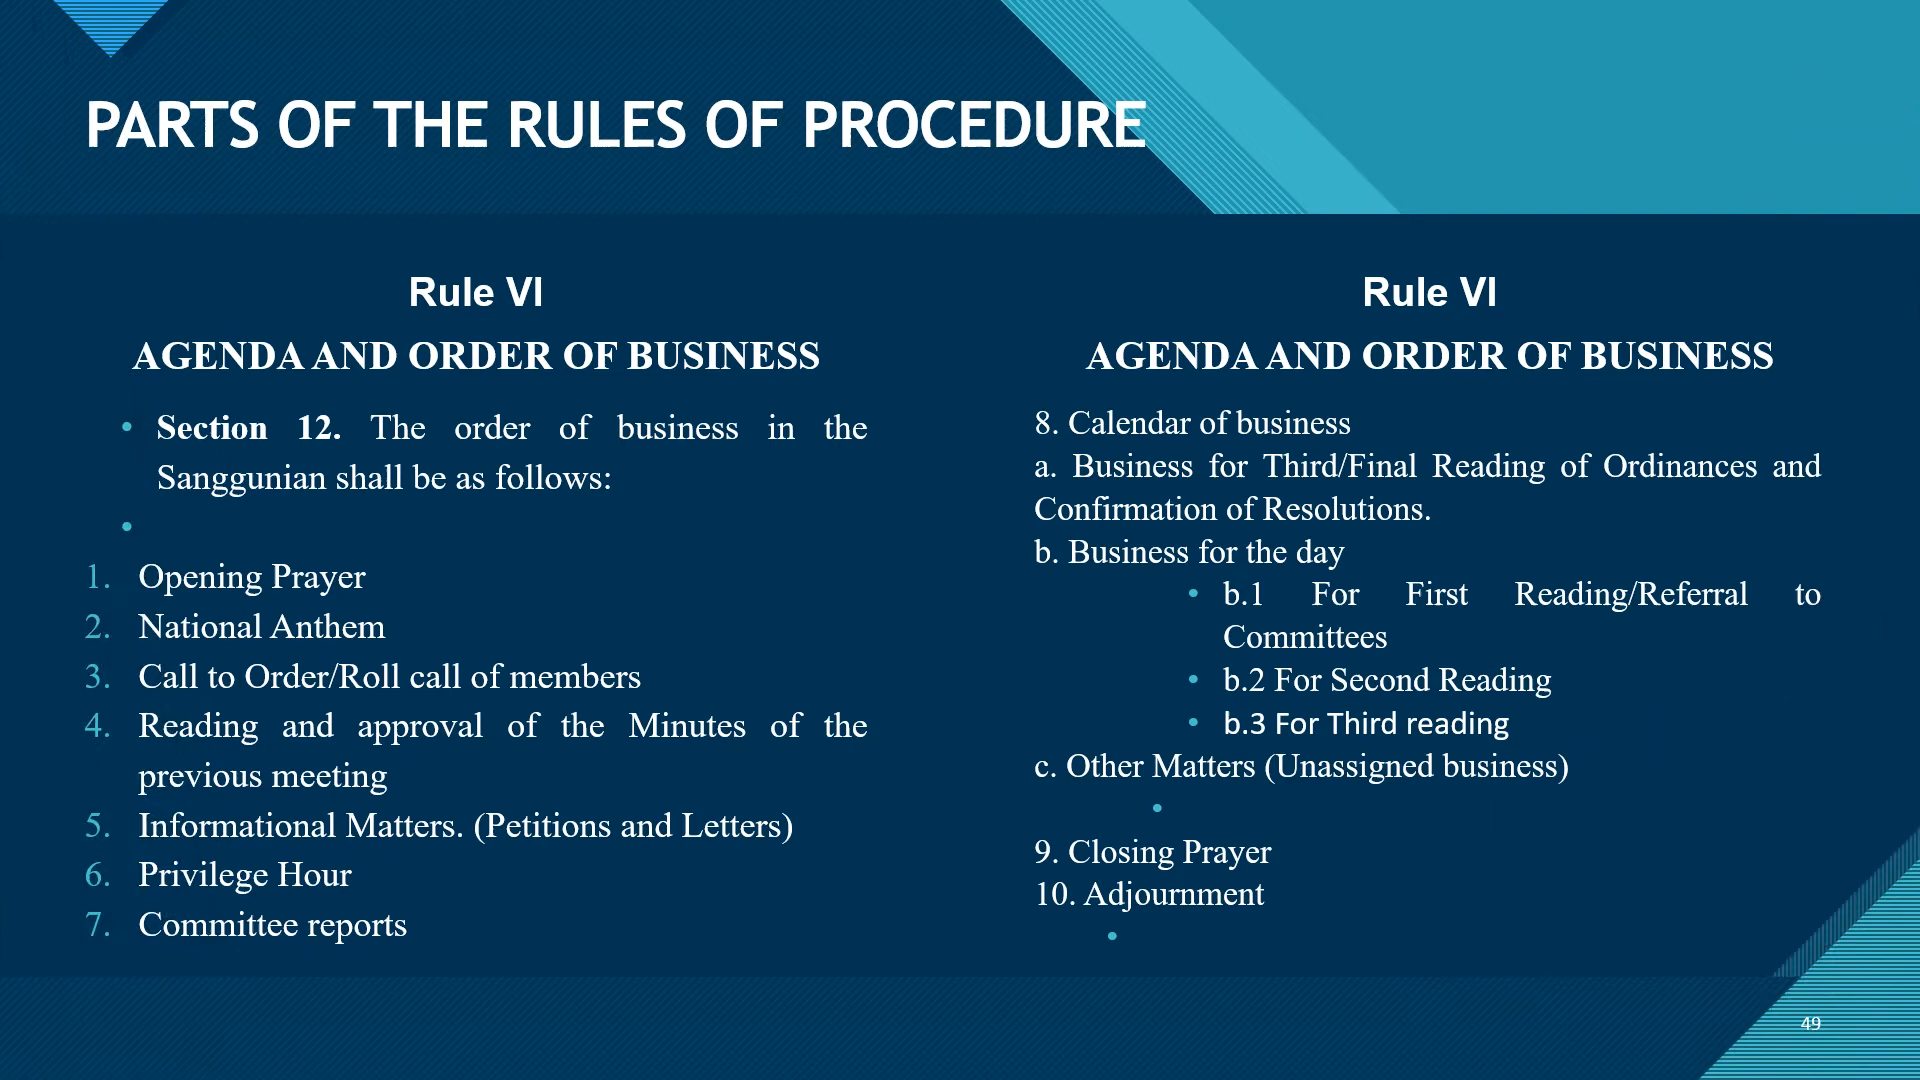 PARTS OF THE RULES OF PROCEDURE
Rule VI
AGENDA AND ORDER OF BUSINESS
• Section 12. The order of business in the
Sanggunian shall be as follows:
•
1. Opening Prayer
2. National Anthem
3. Call to Order/Roll call of members
4. Reading and approval of the Minutes of the
previous meeting
5. Informational Matters. (Petitions and Letters)
6. Privilege Hour
7. Committee reports
Rule VI
AGENDA AND ORDER OF BUSINESS
8. Calendar of business
a. Business for Third/Final Reading of Ordinances and
Confirmation of Resolutions.
b. Business for the day
• b.1 For First Reading/Referral to
Committees
• b.2 For Second Reading
• b.3 For Third reading
c. Other Matters (Unassigned business)
•
9. Closing Prayer
10. Adjournment
•
49